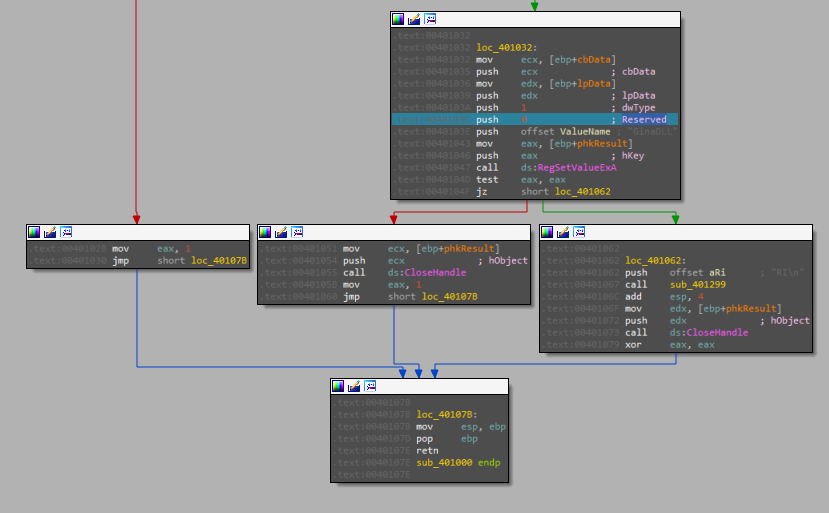 .text:00401032
.text:00401032 loc_401032:
.text:00401032 mov ecx, [ebp+cbData]
.text:00401035 push ecx ; cbData
.text:00401036 mov edx, [ebp+lpData]
.text:00401039 push edx ; lpData
.text:0040103A push 1 ; dwType
.text:0040103C push 0 ; Reserved
.text:0040103E push offset ValueName ; "GinaDLL"
.text:00401043 mov eax, [ebp+phkResult]
.text:00401046 push eax ; hKey
.text:00401047 call ds:RegSetValueExA
.text:0040104D test eax, eax
.text:0040104F jz short loc_401062
.text:0040102B mov eax, 1
.text:00401030 jmp short loc_40107B
.text:00401051 mov ecx, [ebp+phkResult]
.text:00401054 push ecx ; hObject
.text:00401055 call ds:CloseHandle
.text:0040105B mov eax, 1
.text:00401060 jmp short loc_40107B
.text:00401062
.text:00401062 loc_401062:
.text:00401062 push offset aRi ; "RI\n"
.text:00401067 call sub_401299
.text:0040106C add esp, 4
.text:0040106F mov edx, [ebp+phkResult]
.text:00401072 push edx ; hObject
.text:00401073 call ds:CloseHandle
.text:00401079 xor eax, eax
.text:0040107B
.text:0040107B loc_40107B:
.text:0040107B mov esp, ebp
.text:0040107D pop ebp
.text:0040107E retn
.text:0040107E sub_401000 endp
.text:0040107E